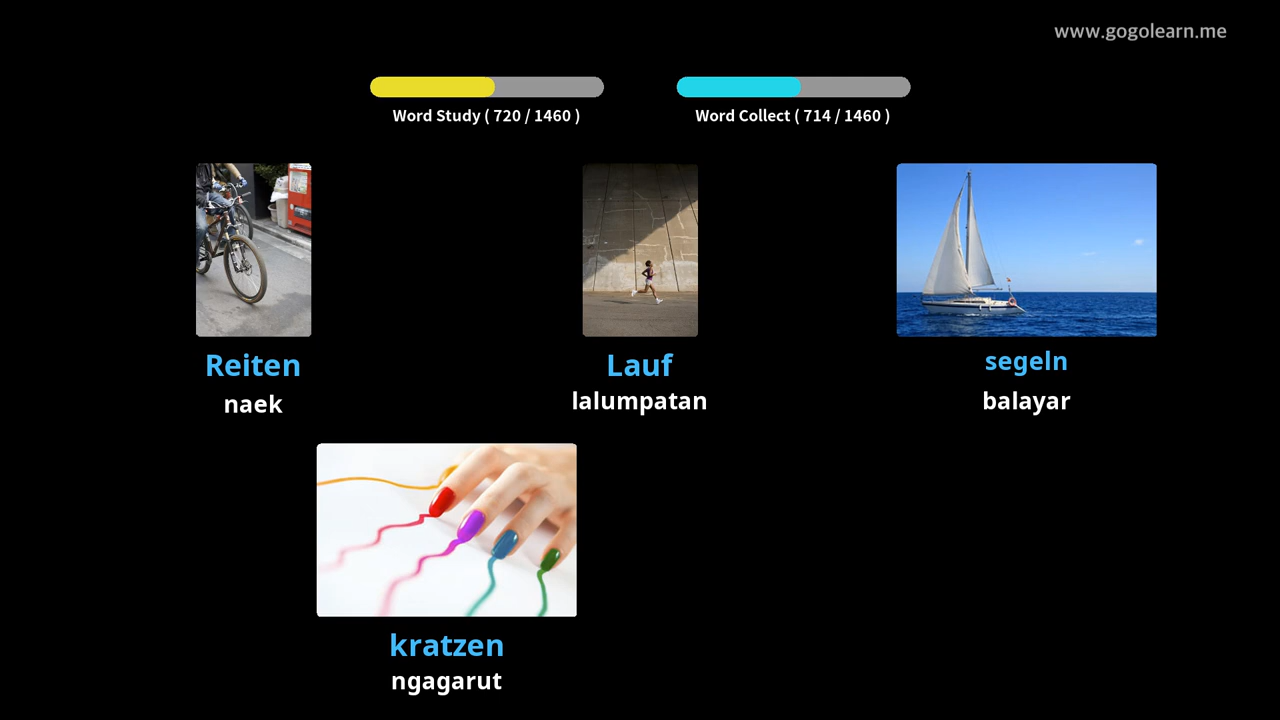 www.gogolearn.me
Word Study ( 720 / 1460 )
Word Collect ( 714 / 1460 )
Reiten
naek
Lauf
lalumpatan
segeln
balayar
kratzen
ngagarut